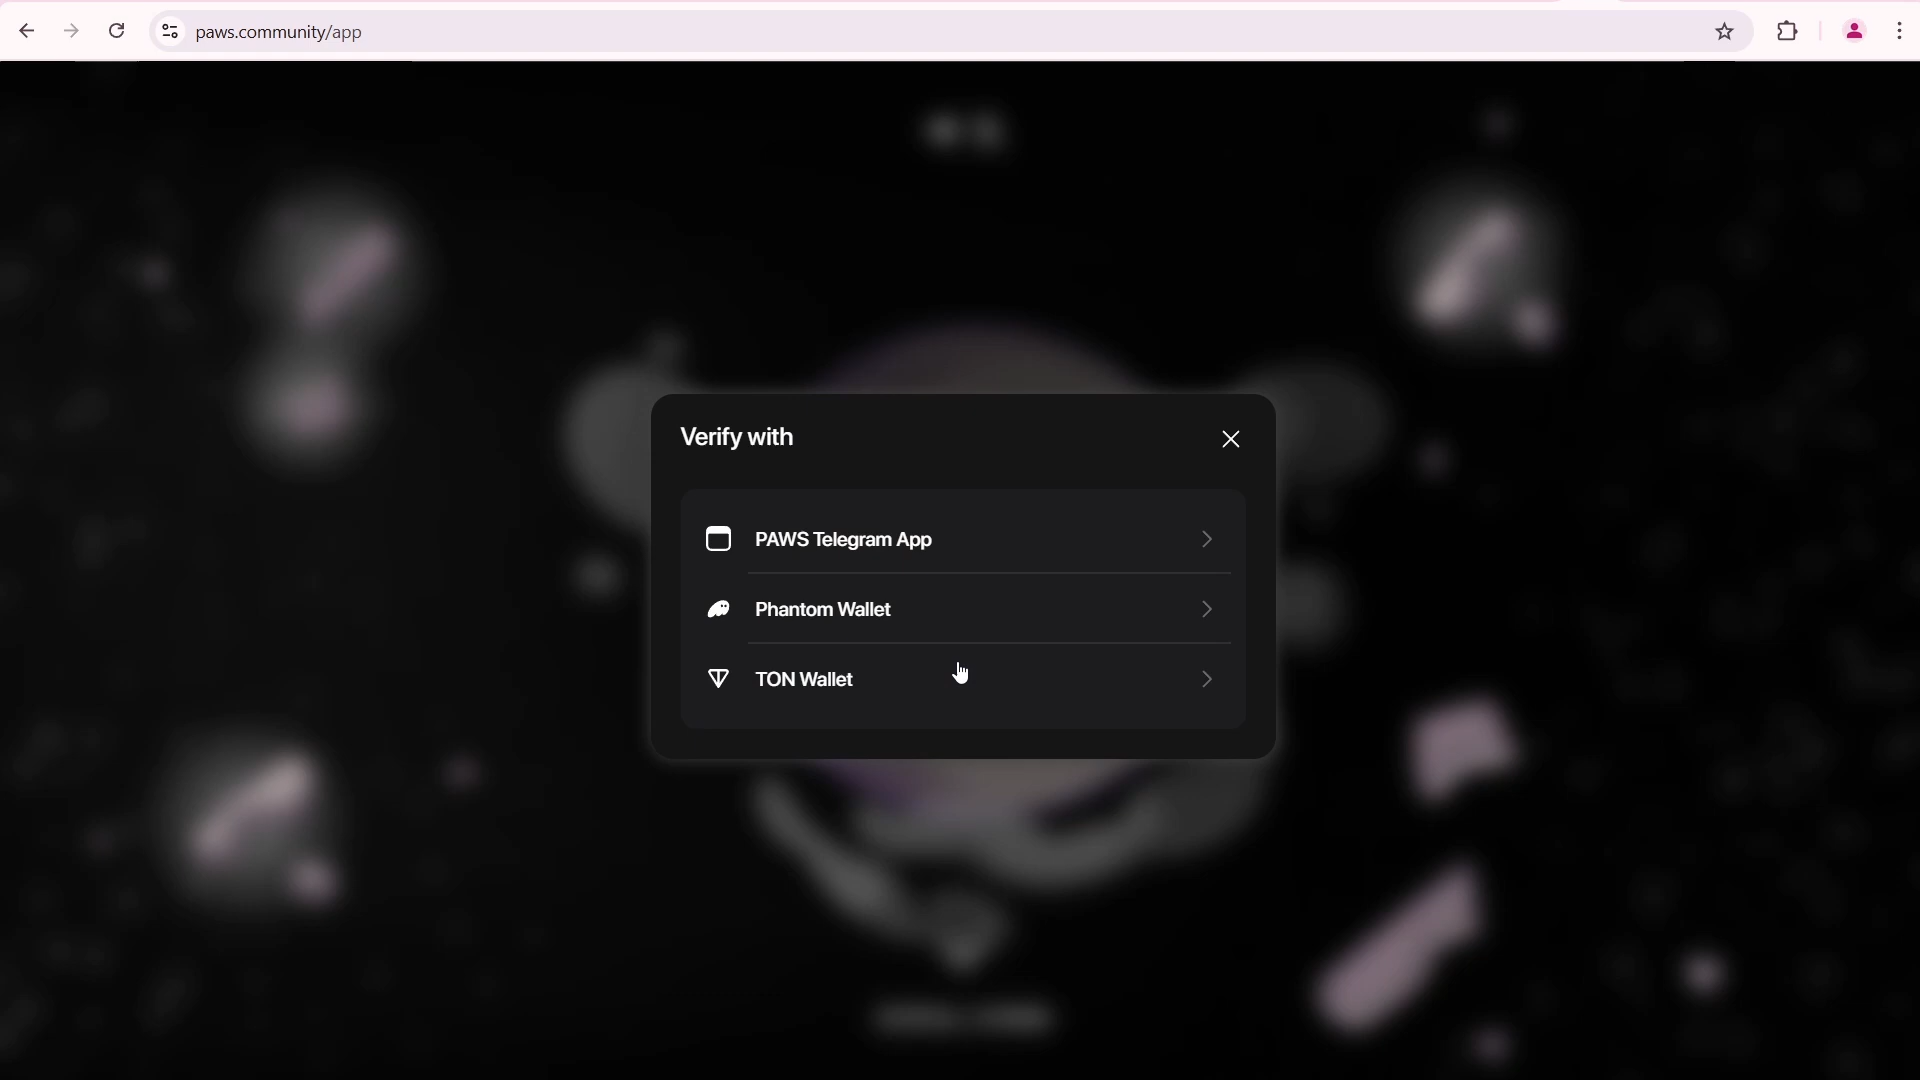 paws.community/app
Verify with
PAWS Telegram App
Phantom Wallet
TON Wallet